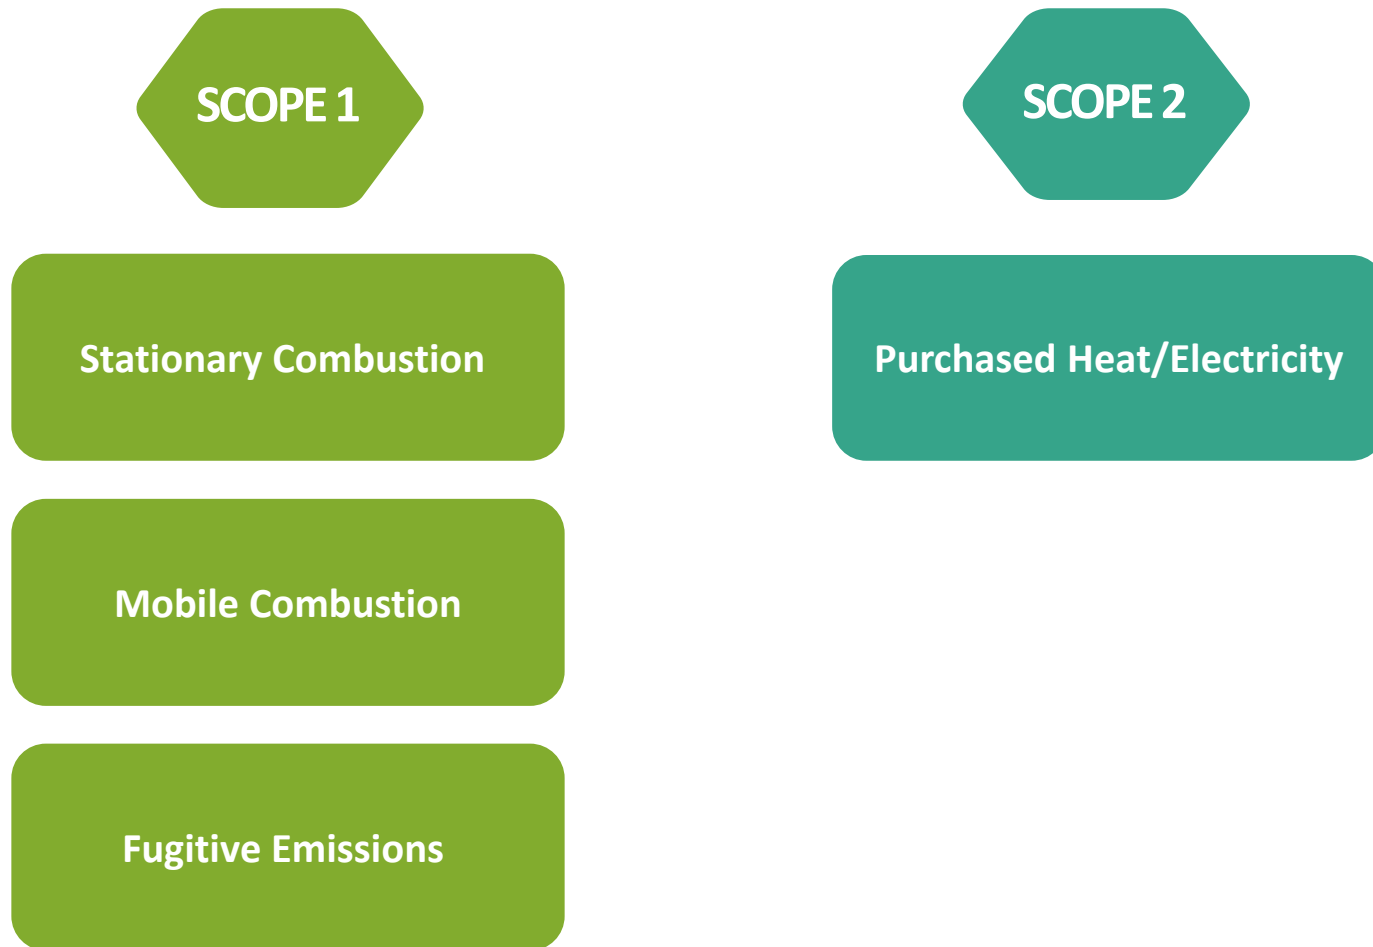 SCOPE 1
SCOPE 2
Stationary Combustion
Purchased Heat/Electricity
Mobile Combustion
Fugitive Emissions